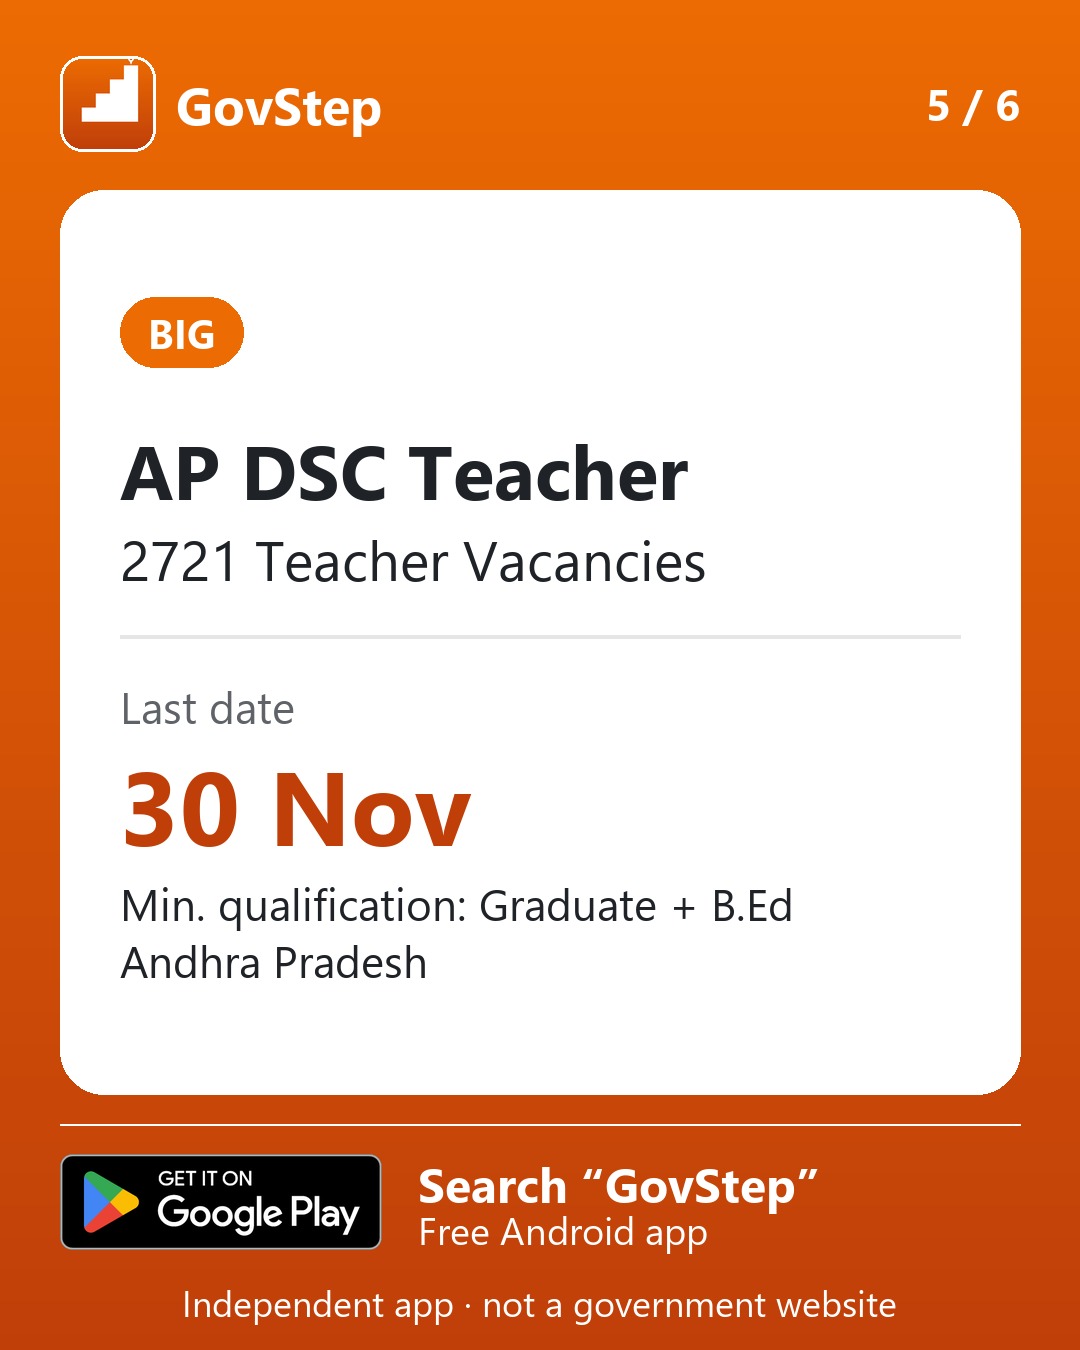 GovStep
5 / 6
BIG
AP DSC Teacher
2721 Teacher Vacancies
Last date
30 Nov
Min. qualification: Graduate + B.Ed
Andhra Pradesh
GET IT ON
Google Play
Search “GovStep”
Free Android app
Independent app · not a government website